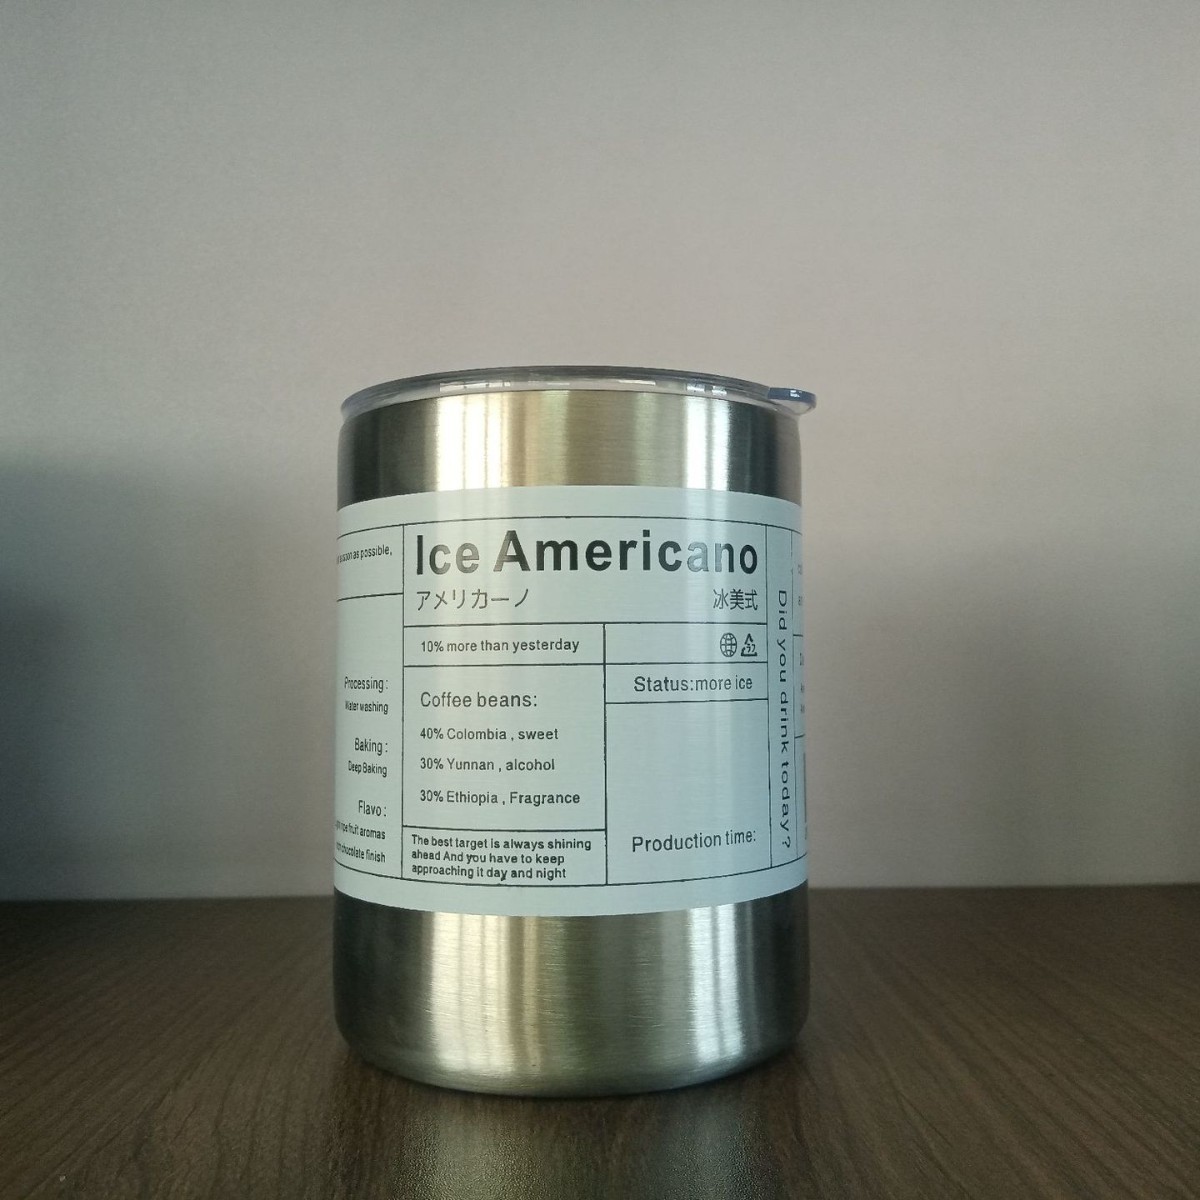 as possible,
Processing:
Water washing
Baking:
Deep Baking
Flavo:
fruit aromas
chocolate finish
Ice Americano
アメリカーノ
冰美式
10% more than yesterday
Coffee beans:
40% Colombia , sweet
30% Yunnan , alcohol
30% Ethiopia , Fragrance
The best target is always shining
ahead And you have to keep
approaching it day and night
Status:more ice
Production time:
Did you drink today?